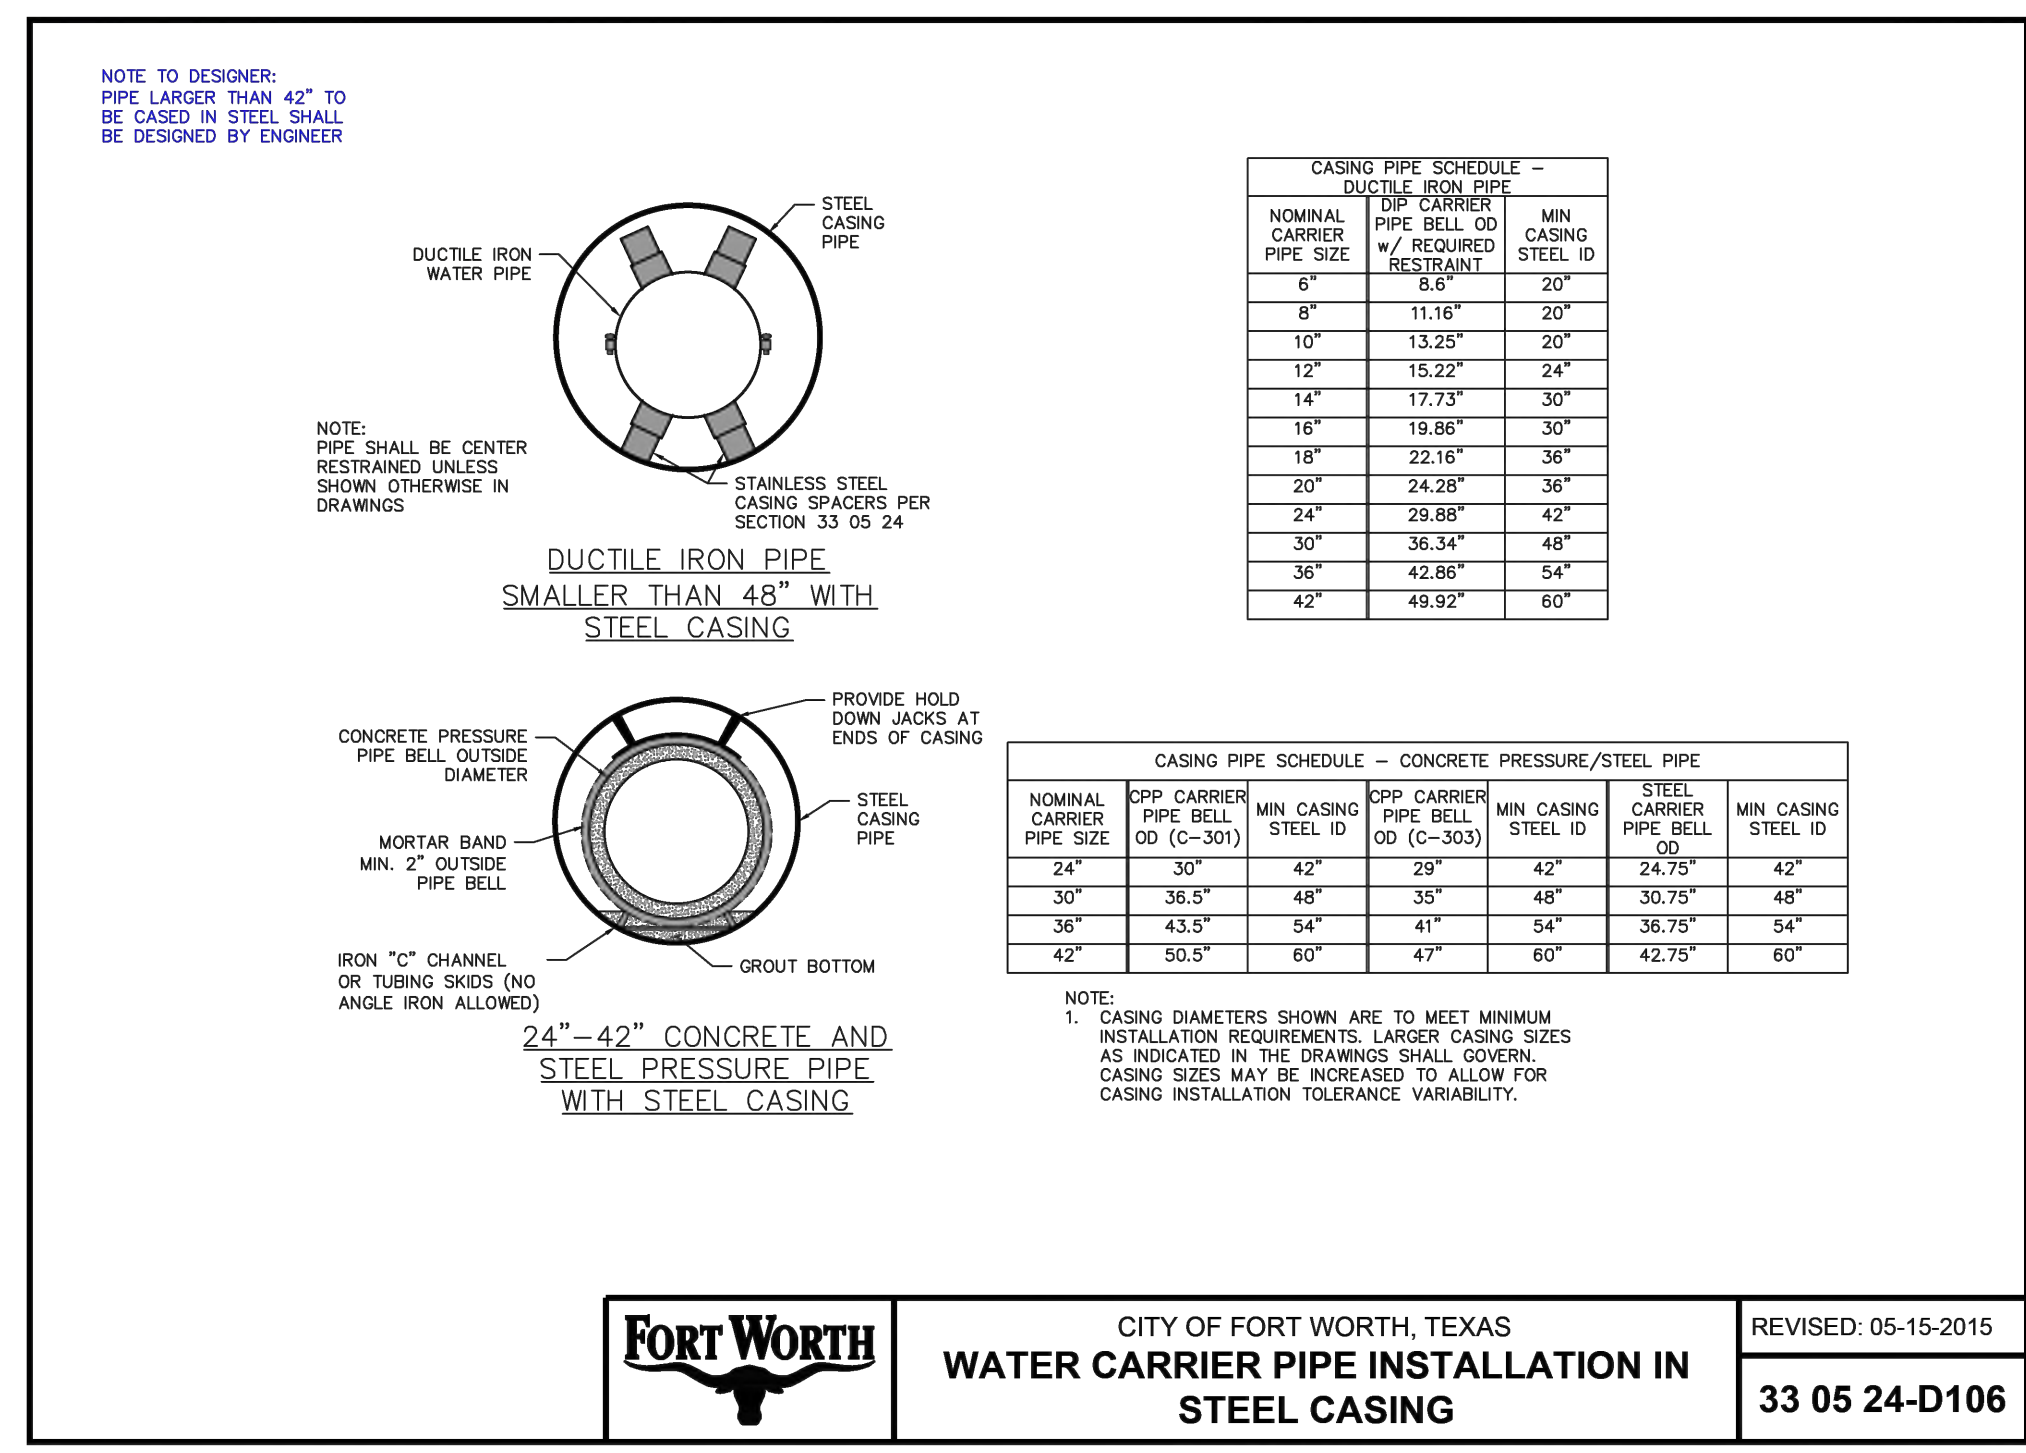 NOTE TO DESIGNER:
PIPE LARGER THAN 42" TO
BE CASED IN STEEL SHALL
BE DESIGNED BY ENGINEER
STEEL
CASING
PIPE
DUCTILE IRON
WATER PIPE
NOTE:
PIPE SHALL BE CENTER
RESTRAINED UNLESS
SHOWN OTHERWISE IN
DRAWINGS
STAINLESS STEEL
CASING SPACERS PER
SECTION 33 05 24
DUCTILE IRON PIPE
SMALLER THAN 48" WITH
STEEL CASING
CASING PIPE SCHEDULE –
DUCTILE IRON PIPE
NOMINAL
CARRIER
PIPE SIZE
DIP CARRIER
PIPE BELL OD
w/ REQUIRED
RESTRAINT
MIN
CASING
STEEL ID
6" 8.6" 20"
8" 11.16" 20"
10" 13.25" 20"
12" 15.22" 24"
14" 17.73" 30"
16" 19.86" 30"
18" 22.16" 36"
20" 24.28" 36"
24" 29.88" 42"
30" 36.34" 48"
36" 42.86" 54"
42" 49.92" 60"
PROVIDE HOLD
DOWN JACKS AT
ENDS OF CASING
CONCRETE PRESSURE
PIPE BELL OUTSIDE
DIAMETER
STEEL
CASING
PIPE
MORTAR BAND
MIN. 2" OUTSIDE
PIPE BELL
IRON "C" CHANNEL
OR TUBING SKIDS (NO
ANGLE IRON ALLOWED)
GROUT BOTTOM
24"–42" CONCRETE AND
STEEL PRESSURE PIPE
WITH STEEL CASING
CASING PIPE SCHEDULE – CONCRETE PRESSURE/STEEL PIPE
NOMINAL
CARRIER
PIPE SIZE
CPP CARRIER
PIPE BELL
OD (C–301)
MIN CASING
STEEL ID
CPP CARRIER
PIPE BELL
OD (C–303)
MIN CASING
STEEL ID
STEEL
CARRIER
PIPE BELL
OD
MIN CASING
STEEL ID
24" 30" 42" 29" 42" 24.75" 42"
30" 36.5" 48" 35" 48" 30.75" 48"
36" 43.5" 54" 41" 54" 36.75" 54"
42" 50.5" 60" 47" 60" 42.75" 60"
NOTE:
1. CASING DIAMETERS SHOWN ARE TO MEET MINIMUM
INSTALLATION REQUIREMENTS. LARGER CASING SIZES
AS INDICATED IN THE DRAWINGS SHALL GOVERN.
CASING SIZES MAY BE INCREASED TO ALLOW FOR
CASING INSTALLATION TOLERANCE VARIABILITY.
FORT WORTH
CITY OF FORT WORTH, TEXAS
WATER CARRIER PIPE INSTALLATION IN
STEEL CASING
REVISED: 05-15-2015
33 05 24-D106